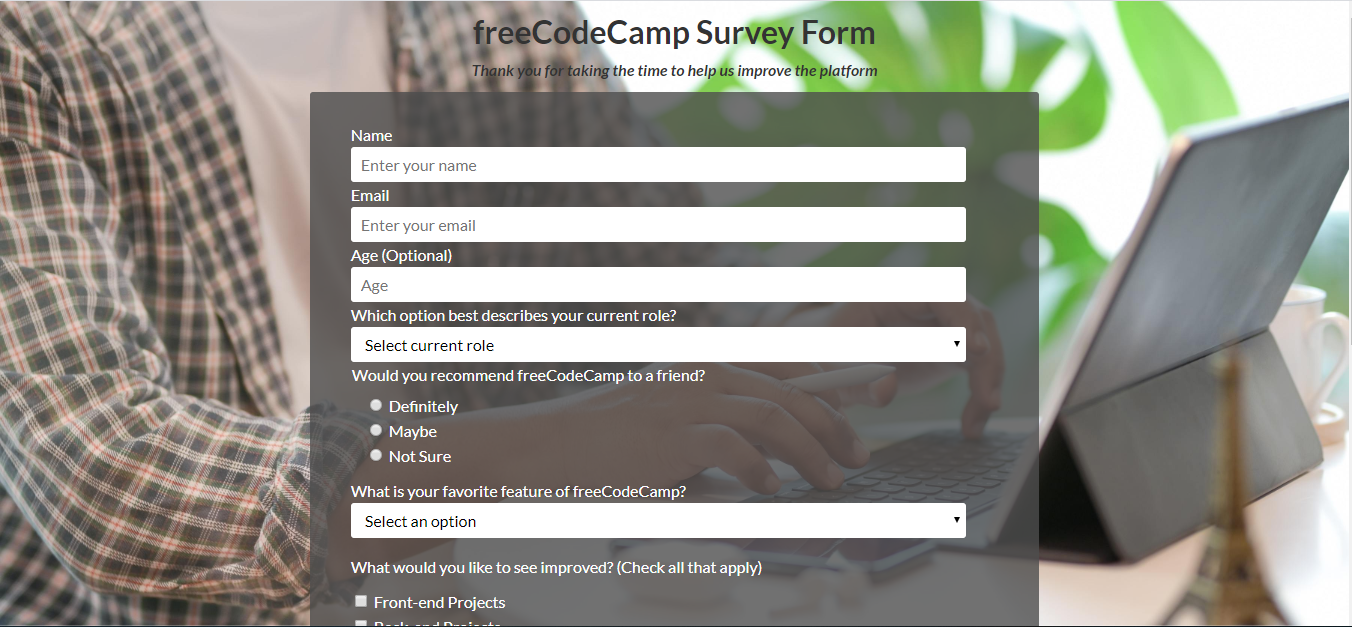 freeCodeCamp Survey Form
Thank you for taking the time to help us improve the platform
Name
Enter your name
Email
Enter your email
Age (Optional)
Age
Which option best describes your current role?
Select current role
Would you recommend freeCodeCamp to a friend?
Definitely
Maybe
Not Sure
What is your favorite feature of freeCodeCamp?
Select an option
What would you like to see improved? (Check all that apply)
Front-end Projects
Back-end Projects